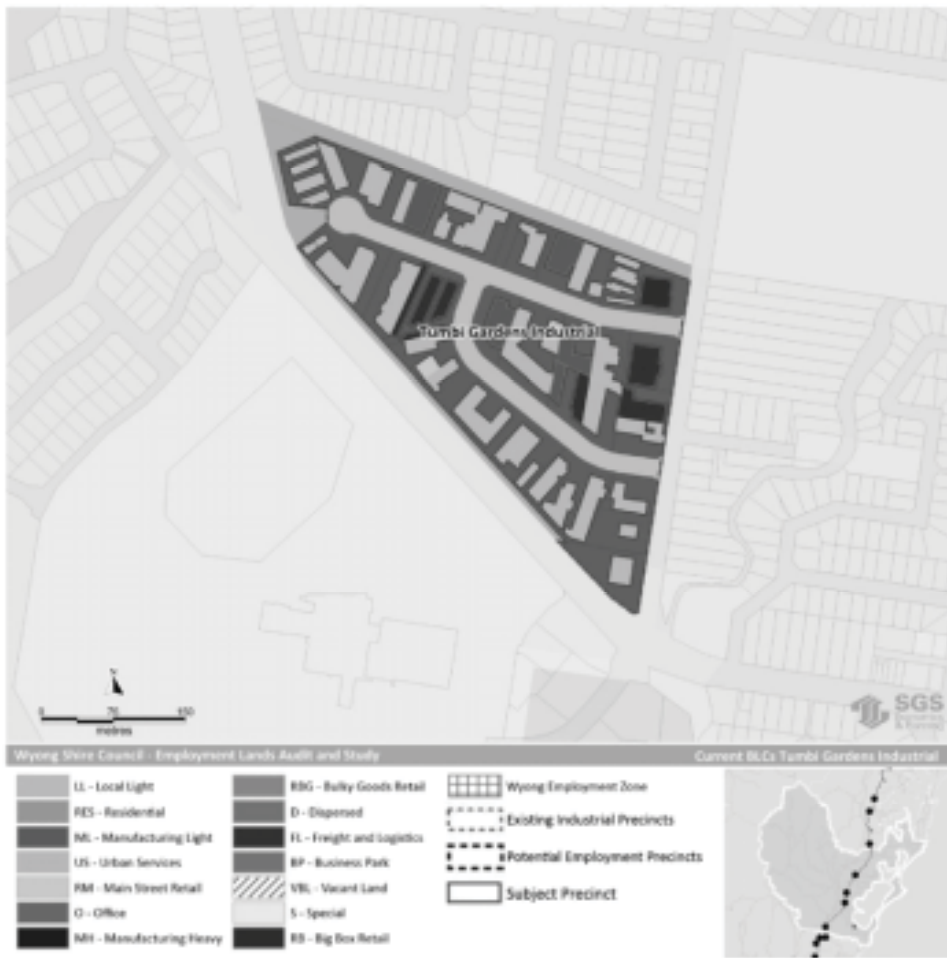 Tumbi Gardens Industrial
N
0 75 150
metres
SGS
Economics
& Planning
Wyong Shire Council - Employment Lands Audit and Study
Current BLCs Tumbi Gardens Industrial
LL - Local Light
RES - Residential
ML - Manufacturing Light
US - Urban Services
RM - Main Street Retail
O - Office
MH - Manufacturing Heavy
RBG - Bulky Goods Retail
D - Dispersed
FL - Freight and Logistics
BP - Business Park
VBL - Vacant Land
S - Special
RB - Big Box Retail
Wyong Employment Zone
Existing Industrial Precincts
Potential Employment Precincts
Subject Precinct